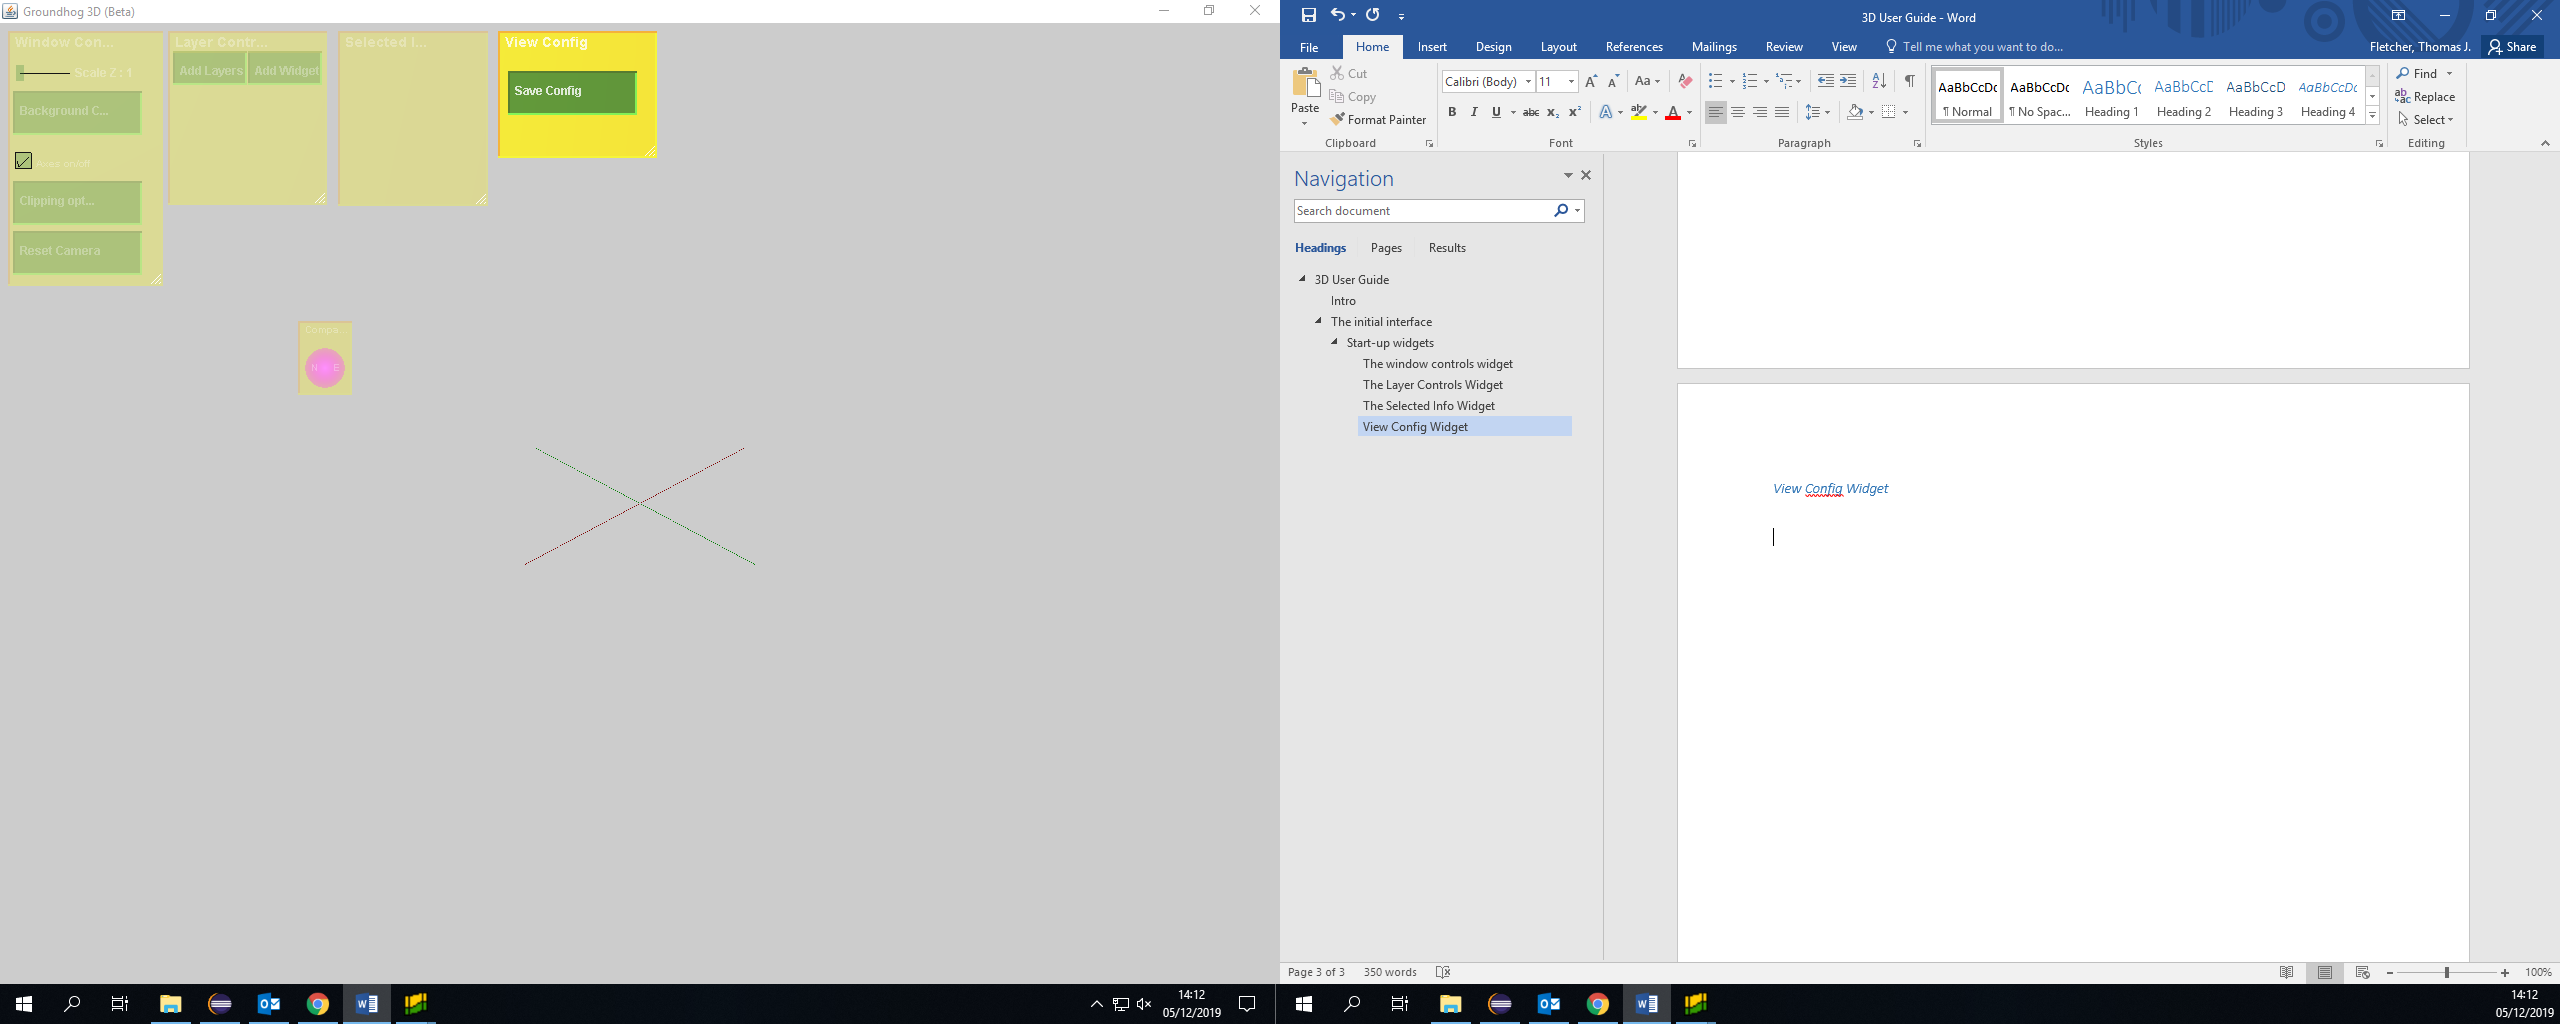 Groundhog 3D (Beta)
Window Con...
Scale Z : 1
Background C...
Axes on/off
Clipping opt...
Reset Camera
Layer Contr...
Add Layers
Add Widget
Selected I...
View Config
Save Config
Compa...
N E
14:12
05/12/2019
3D User Guide - Word
File Home Insert Design Layout References Mailings Review View Tell me what you want to do...
Fletcher, Thomas J. Share
Paste
Cut
Copy
Format Painter
Clipboard
Calibri (Body) 11
Aa
B I U abc x₂ x² A A
Font
Paragraph
AaBbCcDc AaBbCcDc AaBbC( AaBbCcE AaBbCcD AaBbCcDc
¶ Normal ¶ No Spac... Heading 1 Heading 2 Heading 3 Heading 4
Styles
Find
Replace
Select
Editing
Navigation
Search document
Headings Pages Results
3D User Guide
Intro
The initial interface
Start-up widgets
The window controls widget
The Layer Controls Widget
The Selected Info Widget
View Config Widget
View Config Widget
Page 3 of 3 350 words
100%
14:12
05/12/2019